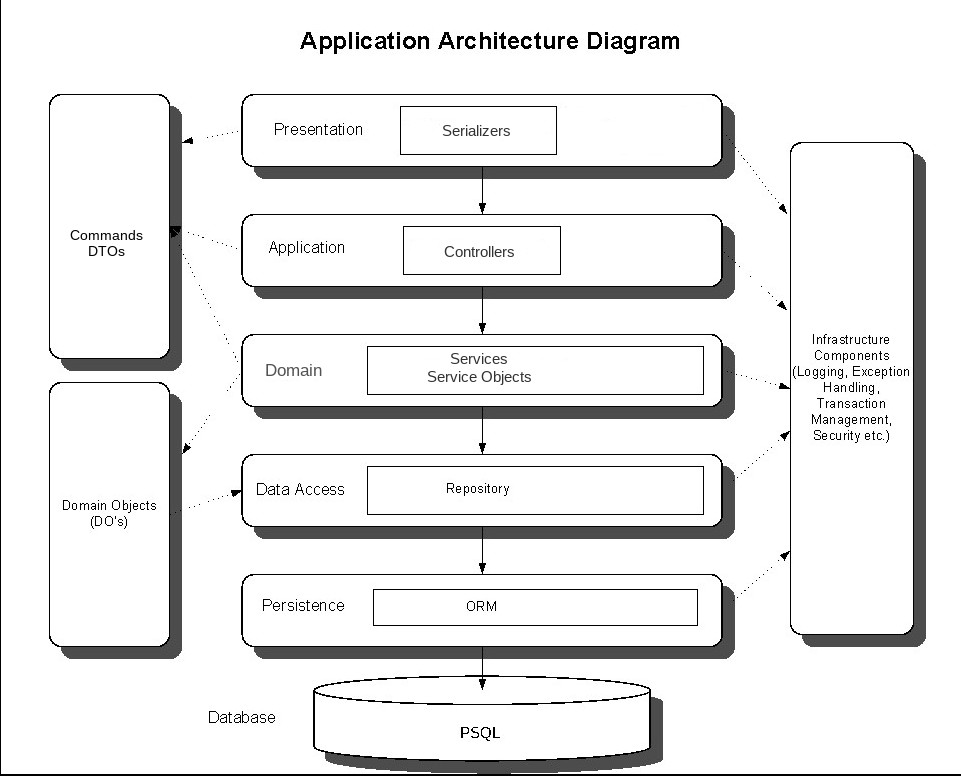 Application Architecture Diagram
Presentation
Serializers
Commands
DTOs
Application
Controllers
Domain
Services
Service Objects
Infrastructure
Components
(Logging, Exception
Handling,
Transaction
Management,
Security etc.)
Data Access
Repository
Domain Objects
(DO's)
Persistence
ORM
Database
PSQL